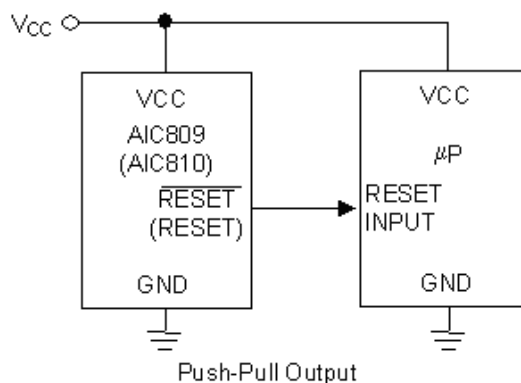 VCC
VCC
AIC809
(AIC810)
RESET
(RESET)
GND
VCC
μP
RESET
INPUT
GND
Push-Pull Output